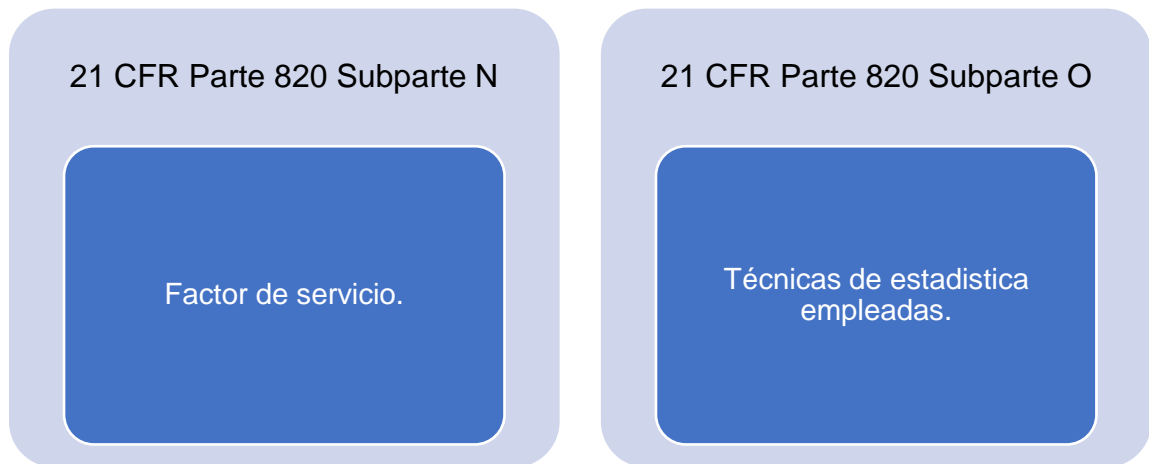 21 CFR Parte 820 Subparte N
Factor de servicio.
21 CFR Parte 820 Subparte O
Técnicas de estadistica
empleadas.